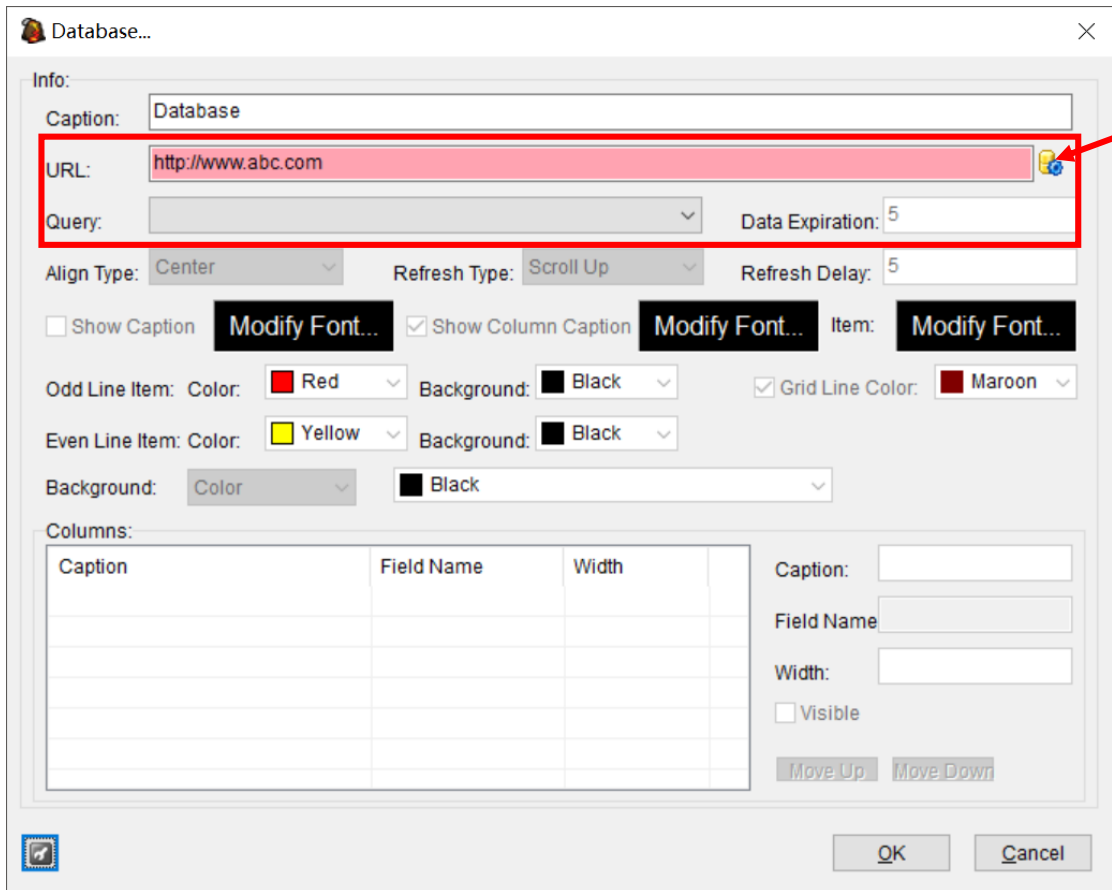 Database...
Info:
Caption: Database
URL: http://www.abc.com
Query: Data Expiration: 5
Align Type: Center Refresh Type: Scroll Up Refresh Delay: 5
Show Caption Modify Font... Show Column Caption Modify Font... Item: Modify Font...
Odd Line Item: Color: Red Background: Black Grid Line Color: Maroon
Even Line Item: Color: Yellow Background: Black
Background: Color Black
Columns:
Caption Field Name Width
Caption:
Field Name
Width:
Visible
Move Up Move Down
OK Cancel